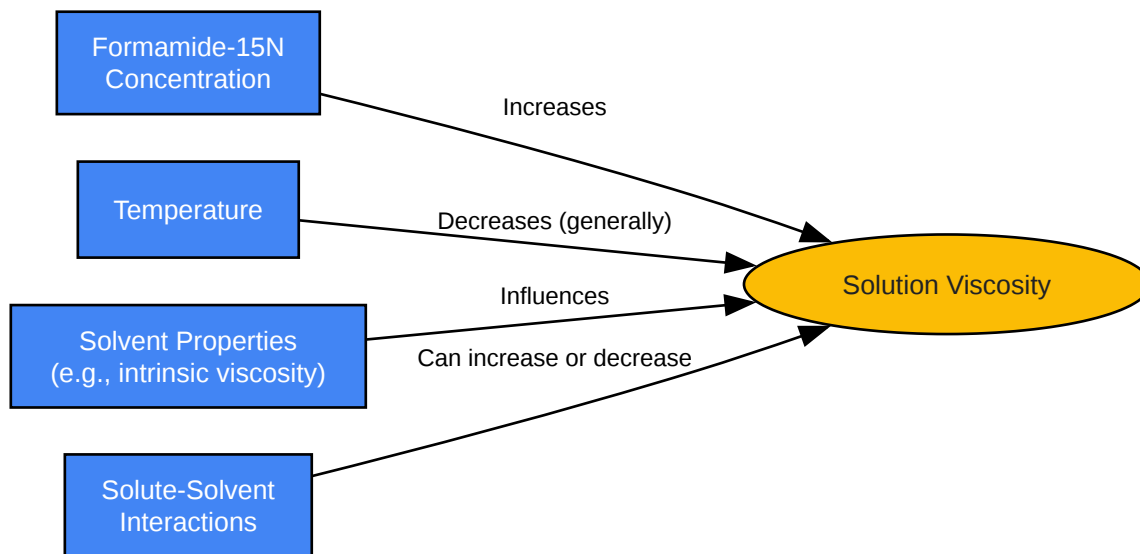 Formamide-15N
Concentration
Increases
Temperature
Decreases (generally)
Solution Viscosity
Influences
Solvent Properties
(e.g., intrinsic viscosity)
Can increase or decrease
Solute-Solvent
Interactions